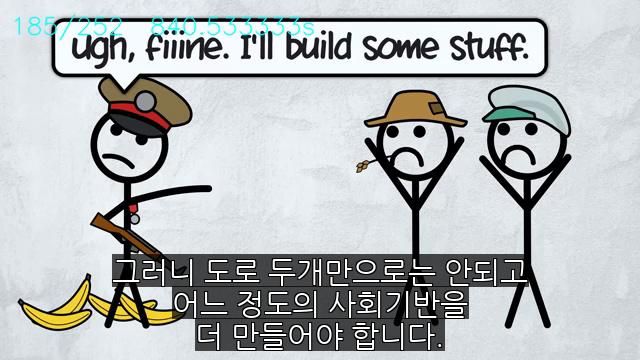 185/252 840.533333s
ugh, fiiine. I'll build some stuff.
그러니 도로 두개만으로는 안되고
어느 정도의 사회기반을
더 만들어야 합니다.